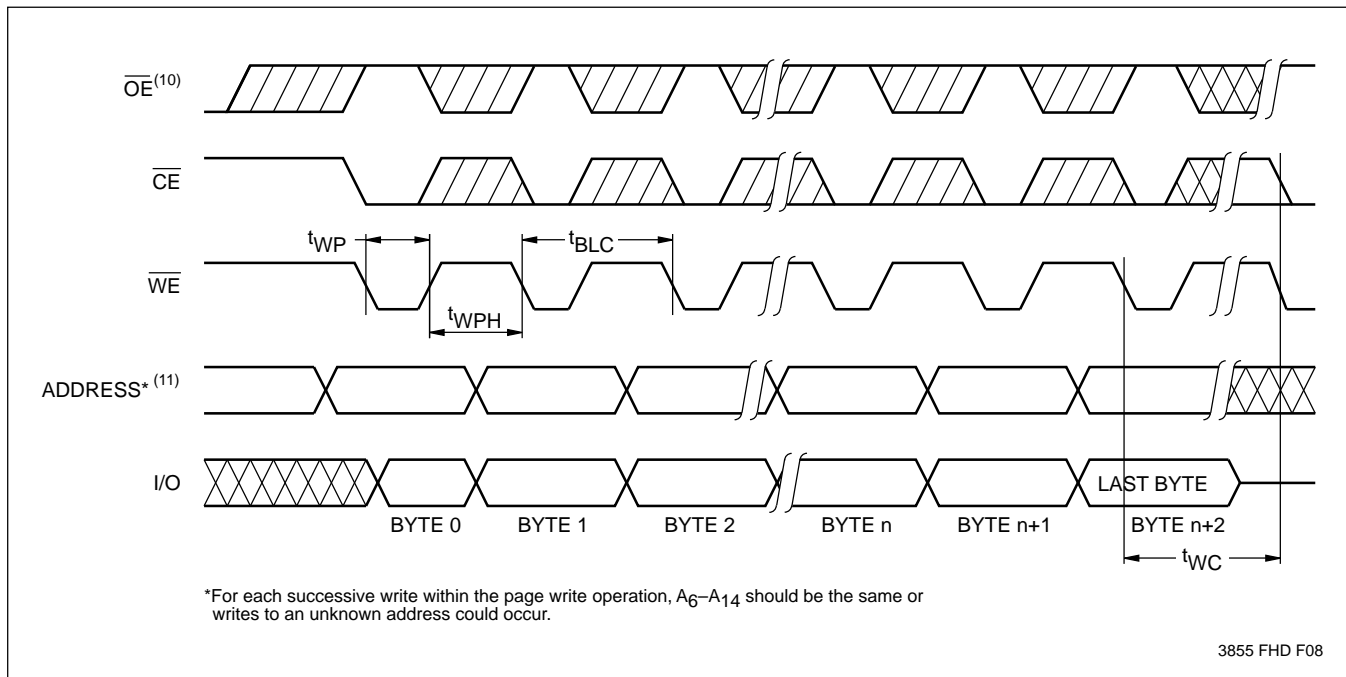 OE (10)
CE
tWP
tBLC
WE
tWPH
ADDRESS* (11)
I/O
LAST BYTE
BYTE 0 BYTE 1 BYTE 2 BYTE n BYTE n+1 BYTE n+2
tWC
*For each successive write within the page write operation, A6–A14 should be the same or
writes to an unknown address could occur.
3855 FHD F08